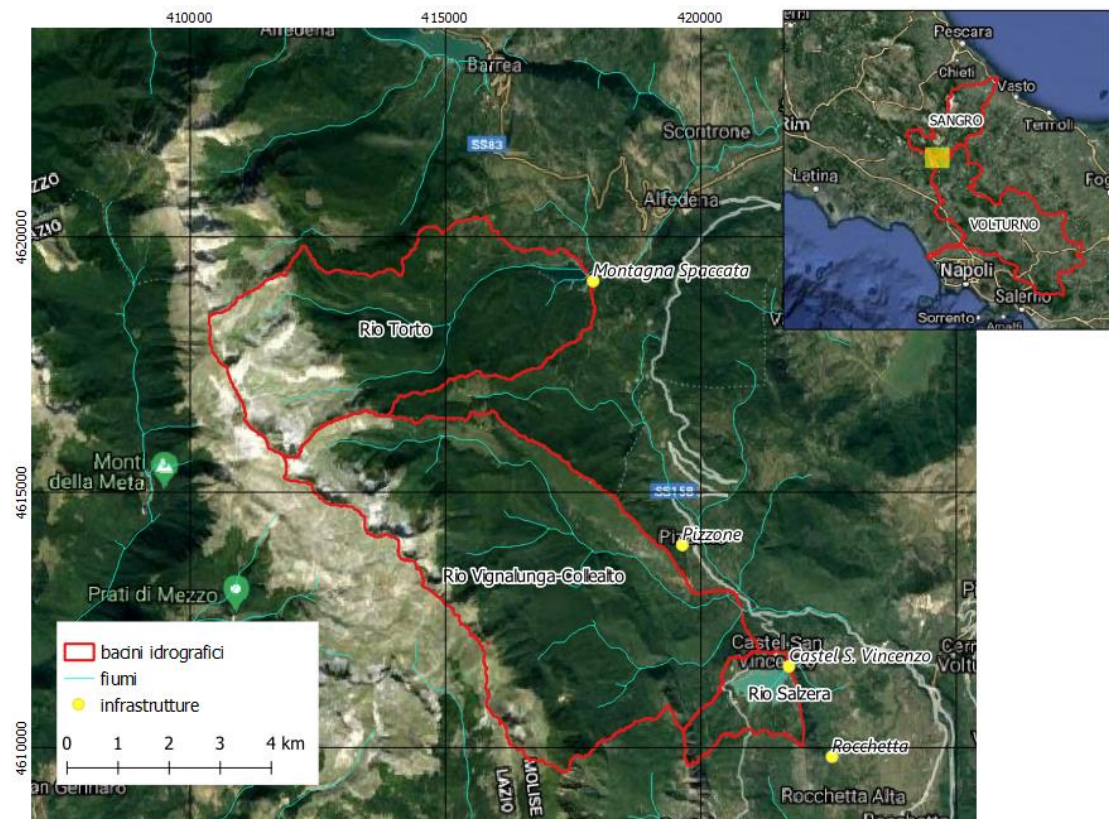 410000
415000
420000
4620000
4615000
4610000
Alfedena
Barrea
SS83
Scontrone
Alfedena
Montagna Spaccata
Rio Torto
Monti
della Meta
SS158
Pizzone
Rio Vignalunga-Collealto
Prati di Mezzo
Castel San
Vincenzo
Castel S. Vincenzo
Rio Salzera
Rocchetta
Rocchetta Alta
LAZIO
MOLISE
bacini idrografici
fiumi
infrastrutture
0 1 2 3 4 km
Pescara
Chieti
Vasto
SANGRO
Termoli
Latina
VOLTURNO
Napoli
Salerno
Sorrento
Amalfi